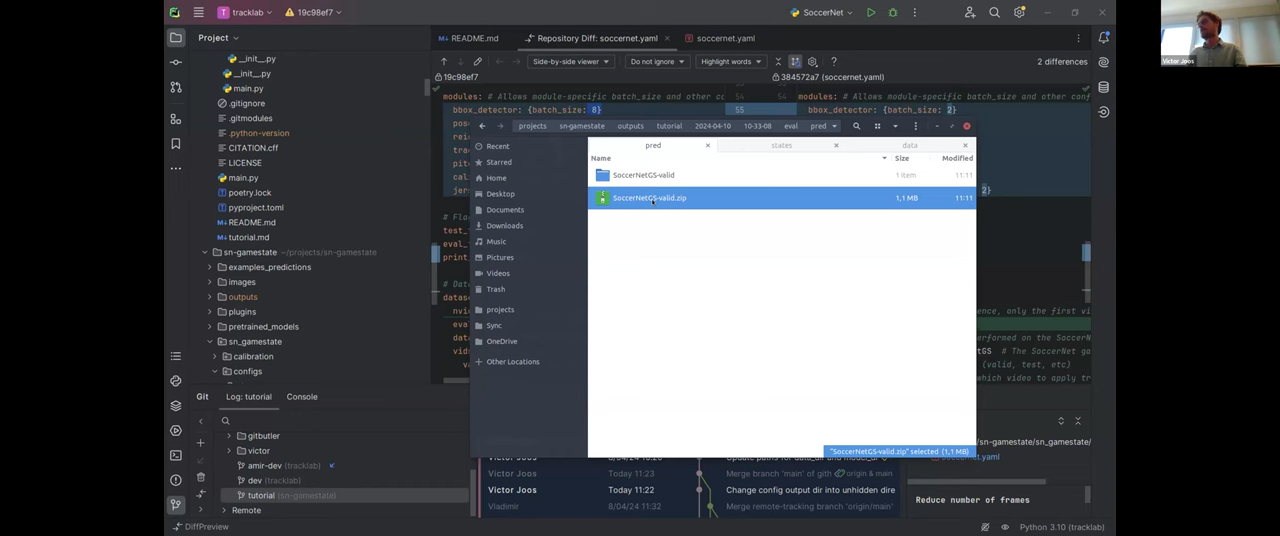 T tracklab
19c98ef7
SoccerNet
Project
README.md
Repository Diff: soccernet.yaml
soccernet.yaml
Side-by-side viewer
Do not ignore
Highlight words
2 differences
19c98ef7
384572a7 (soccernet.yaml)
__init__.py
__init__.py
main.py
.gitignore
.gitmodules
.python-version
CITATION.cff
LICENSE
main.py
poetry.lock
pyproject.toml
README.md
tutorial.md
sn-gamestate ~/projects/sn-gamestate
examples_predictions
images
outputs
plugins
pretrained_models
sn_gamestate
calibration
configs
modules: # Allows module-specific batch_size and other co
54
54
modules: # Allows module-specific batch_size and other conf
bbox_detector: {batch_size: 8}
55
bbox_detector: {batch_size: 2}
projects
sn-gamestate
outputs
tutorial
2024-04-10
10-33-08
eval
pred
pred
states
data
Name
Size
Modified
SoccerNetGS-valid
1 item
11:11
SoccerNetGS-valid.zip
1,1 MB
11:11
Recent
Starred
Home
Desktop
Documents
Downloads
Music
Pictures
Videos
Trash
projects
Sync
OneDrive
Other Locations
"SoccerNetGS-valid.zip" selected (1,1 MB)
Git
Log: tutorial
Console
gitbutler
victor
amir-dev (tracklab)
dev (tracklab)
tutorial (sn-gamestate)
Remote
Victor Joos
Today 11:23
Merge branch 'main' of gith
origin & main
Victor Joos
Today 11:22
Change config output dir into unhidden dire
Vladimir
8/04/24 11:32
Merge remote-tracking branch 'origin/main'
Reduce number of frames
DiffPreview
Python 3.10 (tracklab)
Victor Joos